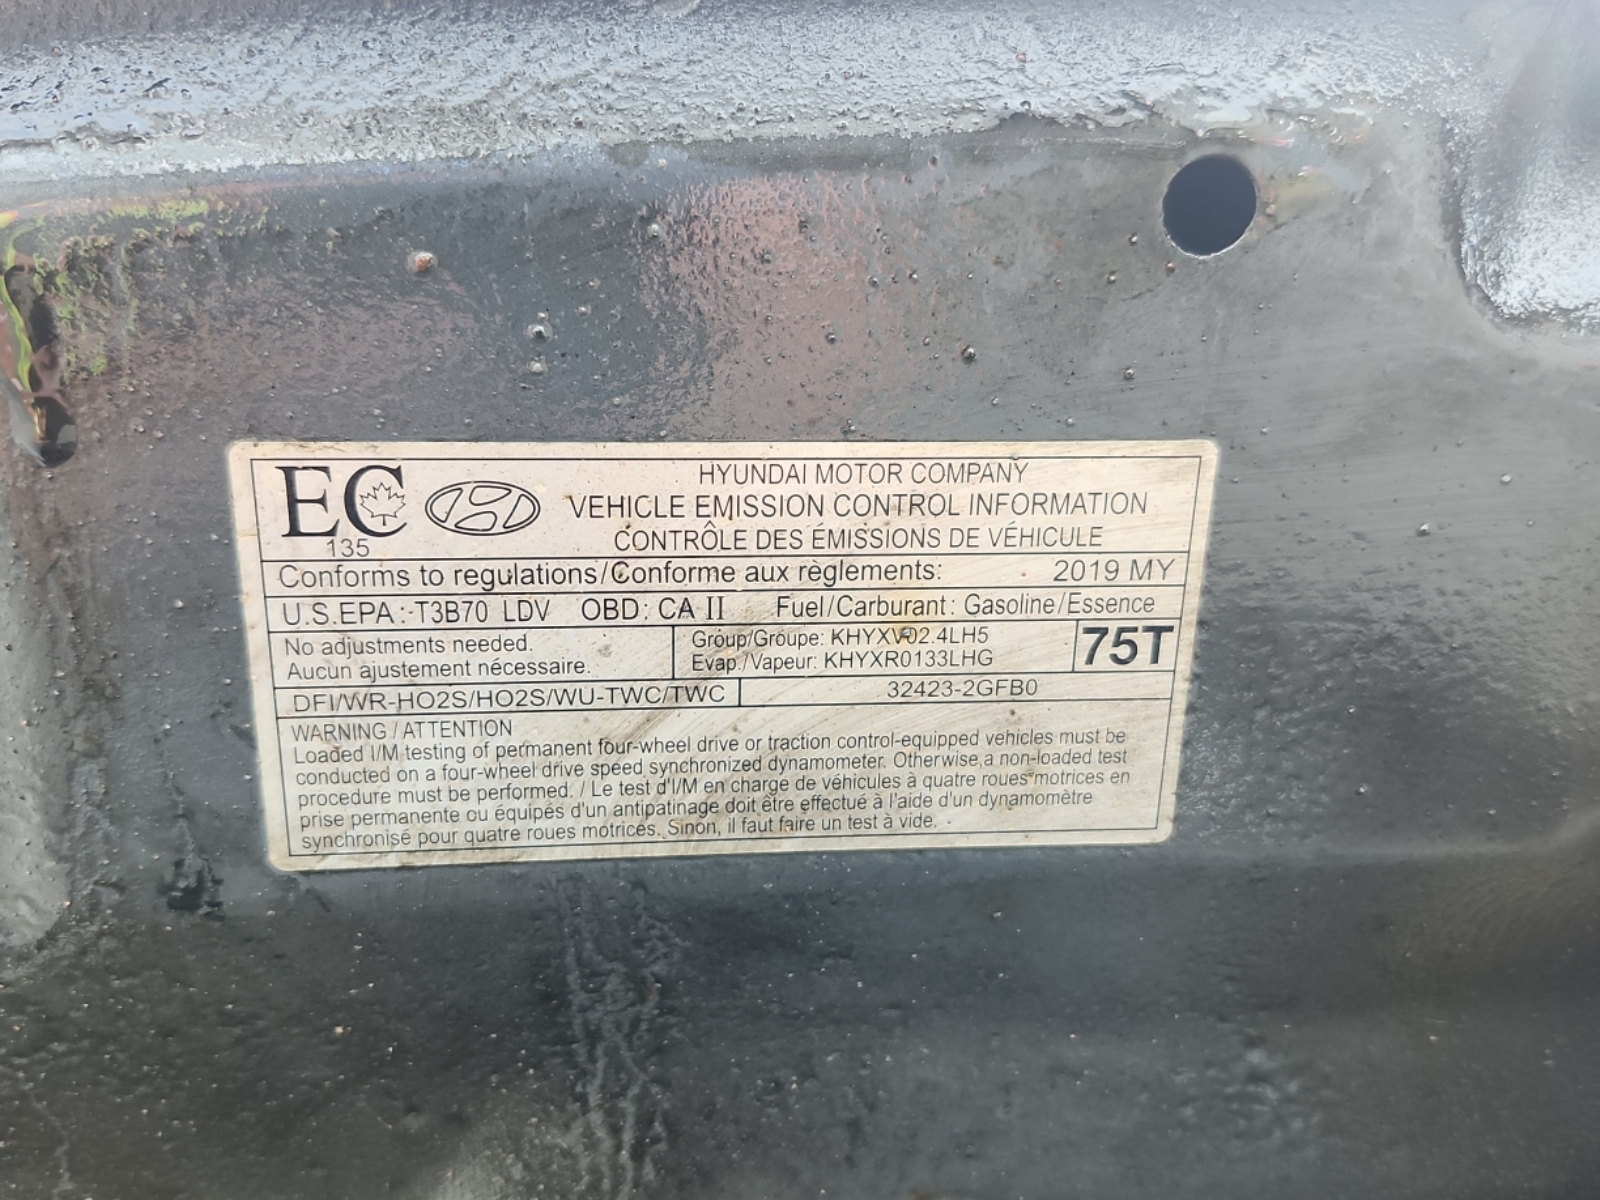 EC
135
HYUNDAI MOTOR COMPANY
VEHICLE EMISSION CONTROL INFORMATION
CONTRÔLE DES ÉMISSIONS DE VÉHICULE
Conforms to regulations/Conforme aux règlements: 2019 MY
U.S.EPA: T3B70 LDV OBD: CA II Fuel/Carburant: Gasoline/Essence
No adjustments needed.
Aucun ajustement nécessaire.
Group/Groupe: KHYXV02.4LH5
Evap./Vapeur: KHYXR0133LHG
75T
DFI/WR-HO2S/HO2S/WU-TWC/TWC
32423-2GFB0
WARNING / ATTENTION
Loaded I/M testing of permanent four-wheel drive or traction control-equipped vehicles must be
conducted on a four-wheel drive speed synchronized dynamometer. Otherwise,a non-loaded test
procedure must be performed. / Le test d'I/M en charge de véhicules à quatre roues motrices en
prise permanente ou équipés d'un antipatinage doit être effectué à l'aide d'un dynamomètre
synchronisé pour quatre roues motrices. Sinon, il faut faire un test à vide.